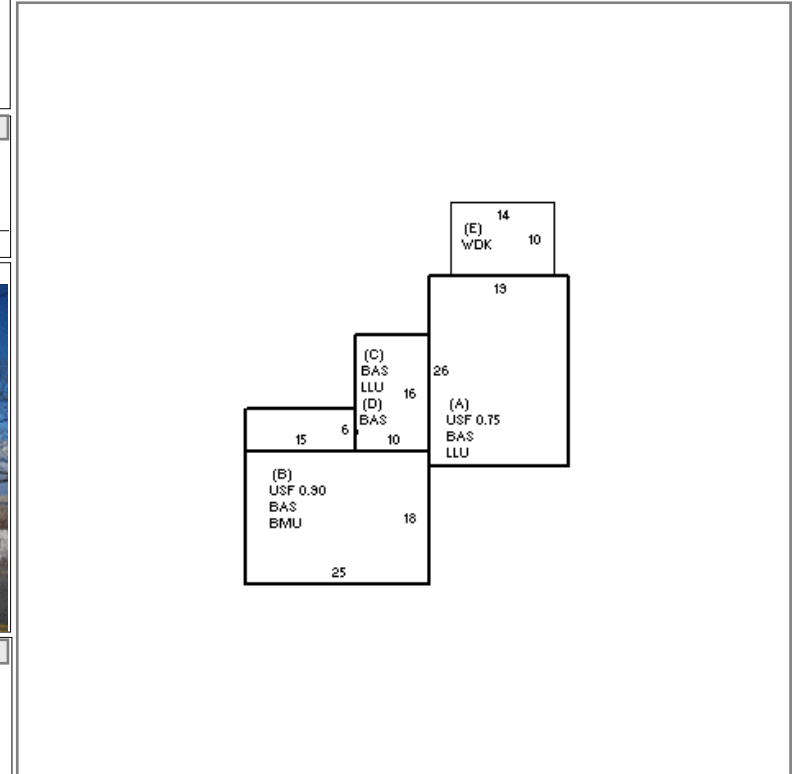 14
(E)
WDK
10
19
(C)
BAS
LLU
16
(D)
BAS
26
(A)
USF 0.75
BAS
LLU
6
15
10
(B)
USF 0.90
BAS
BMU
18
25